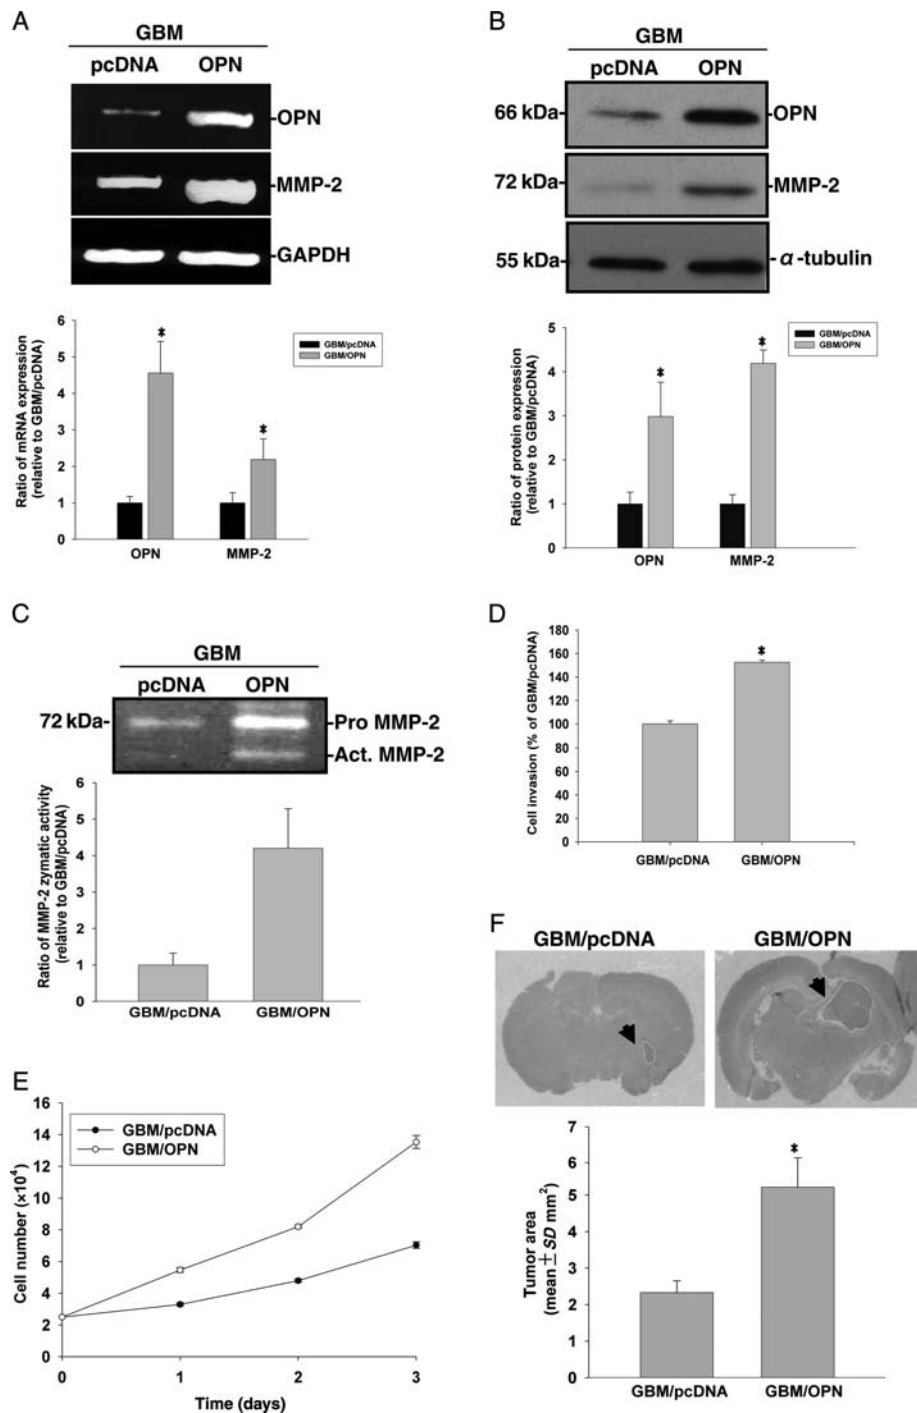 A
GBM
pcDNA OPN
-OPN
-MMP-2
-GAPDH
Ratio of mRNA expression
(relative to GBM/pcDNA)
6
5
4
3
2
1
0
*
*
GBM/pcDNA
GBM/OPN
OPN MMP-2
B
GBM
pcDNA OPN
66 kDa- -OPN
72 kDa- -MMP-2
55 kDa- -α-tubulin
Ratio of protein expression
(relative to GBM/pcDNA)
5
4
3
2
1
0
*
*
GBM/pcDNA
GBM/OPN
OPN MMP-2
C
GBM
pcDNA OPN
72 kDa- -Pro MMP-2
-Act. MMP-2
Ratio of MMP-2 zymatic activity
(relative to GBM/pcDNA)
6
5
4
3
2
1
0
GBM/pcDNA GBM/OPN
D
Cell invasion (% of GBM/pcDNA)
180
160
140
120
100
80
60
40
20
0
*
GBM/pcDNA GBM/OPN
E
Cell number (×10⁴)
16
14
12
10
8
6
4
2
0
GBM/pcDNA
GBM/OPN
0 1 2 3
Time (days)
F
GBM/pcDNA GBM/OPN
Tumor area
(mean ± SD mm²)
7
6
5
4
3
2
1
0
*
GBM/pcDNA GBM/OPN